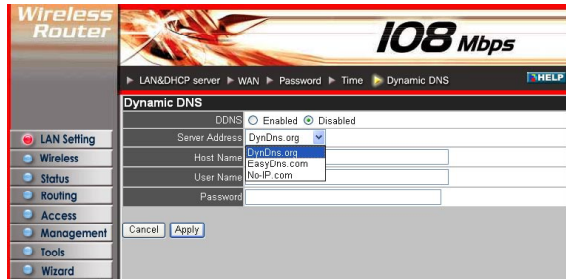 Wireless
Router
108 Mbps
LAN&DHCP server WAN Password Time Dynamic DNS HELP
Dynamic DNS
DDNS Enabled Disabled
Server Address DynDns.org
DynDns.org
EasyDns.com
No-IP.com
Host Name
User Name
Password
Cancel Apply
LAN Setting
Wireless
Status
Routing
Access
Management
Tools
Wizard